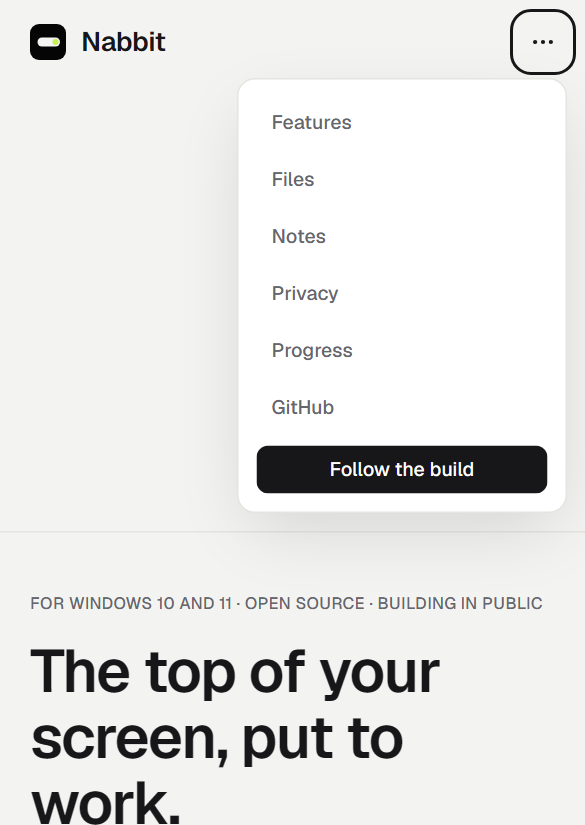 Nabbit
Features
Files
Notes
Privacy
Progress
GitHub
Follow the build
FOR WINDOWS 10 AND 11 · OPEN SOURCE · BUILDING IN PUBLIC
The top of your
screen, put to
work.